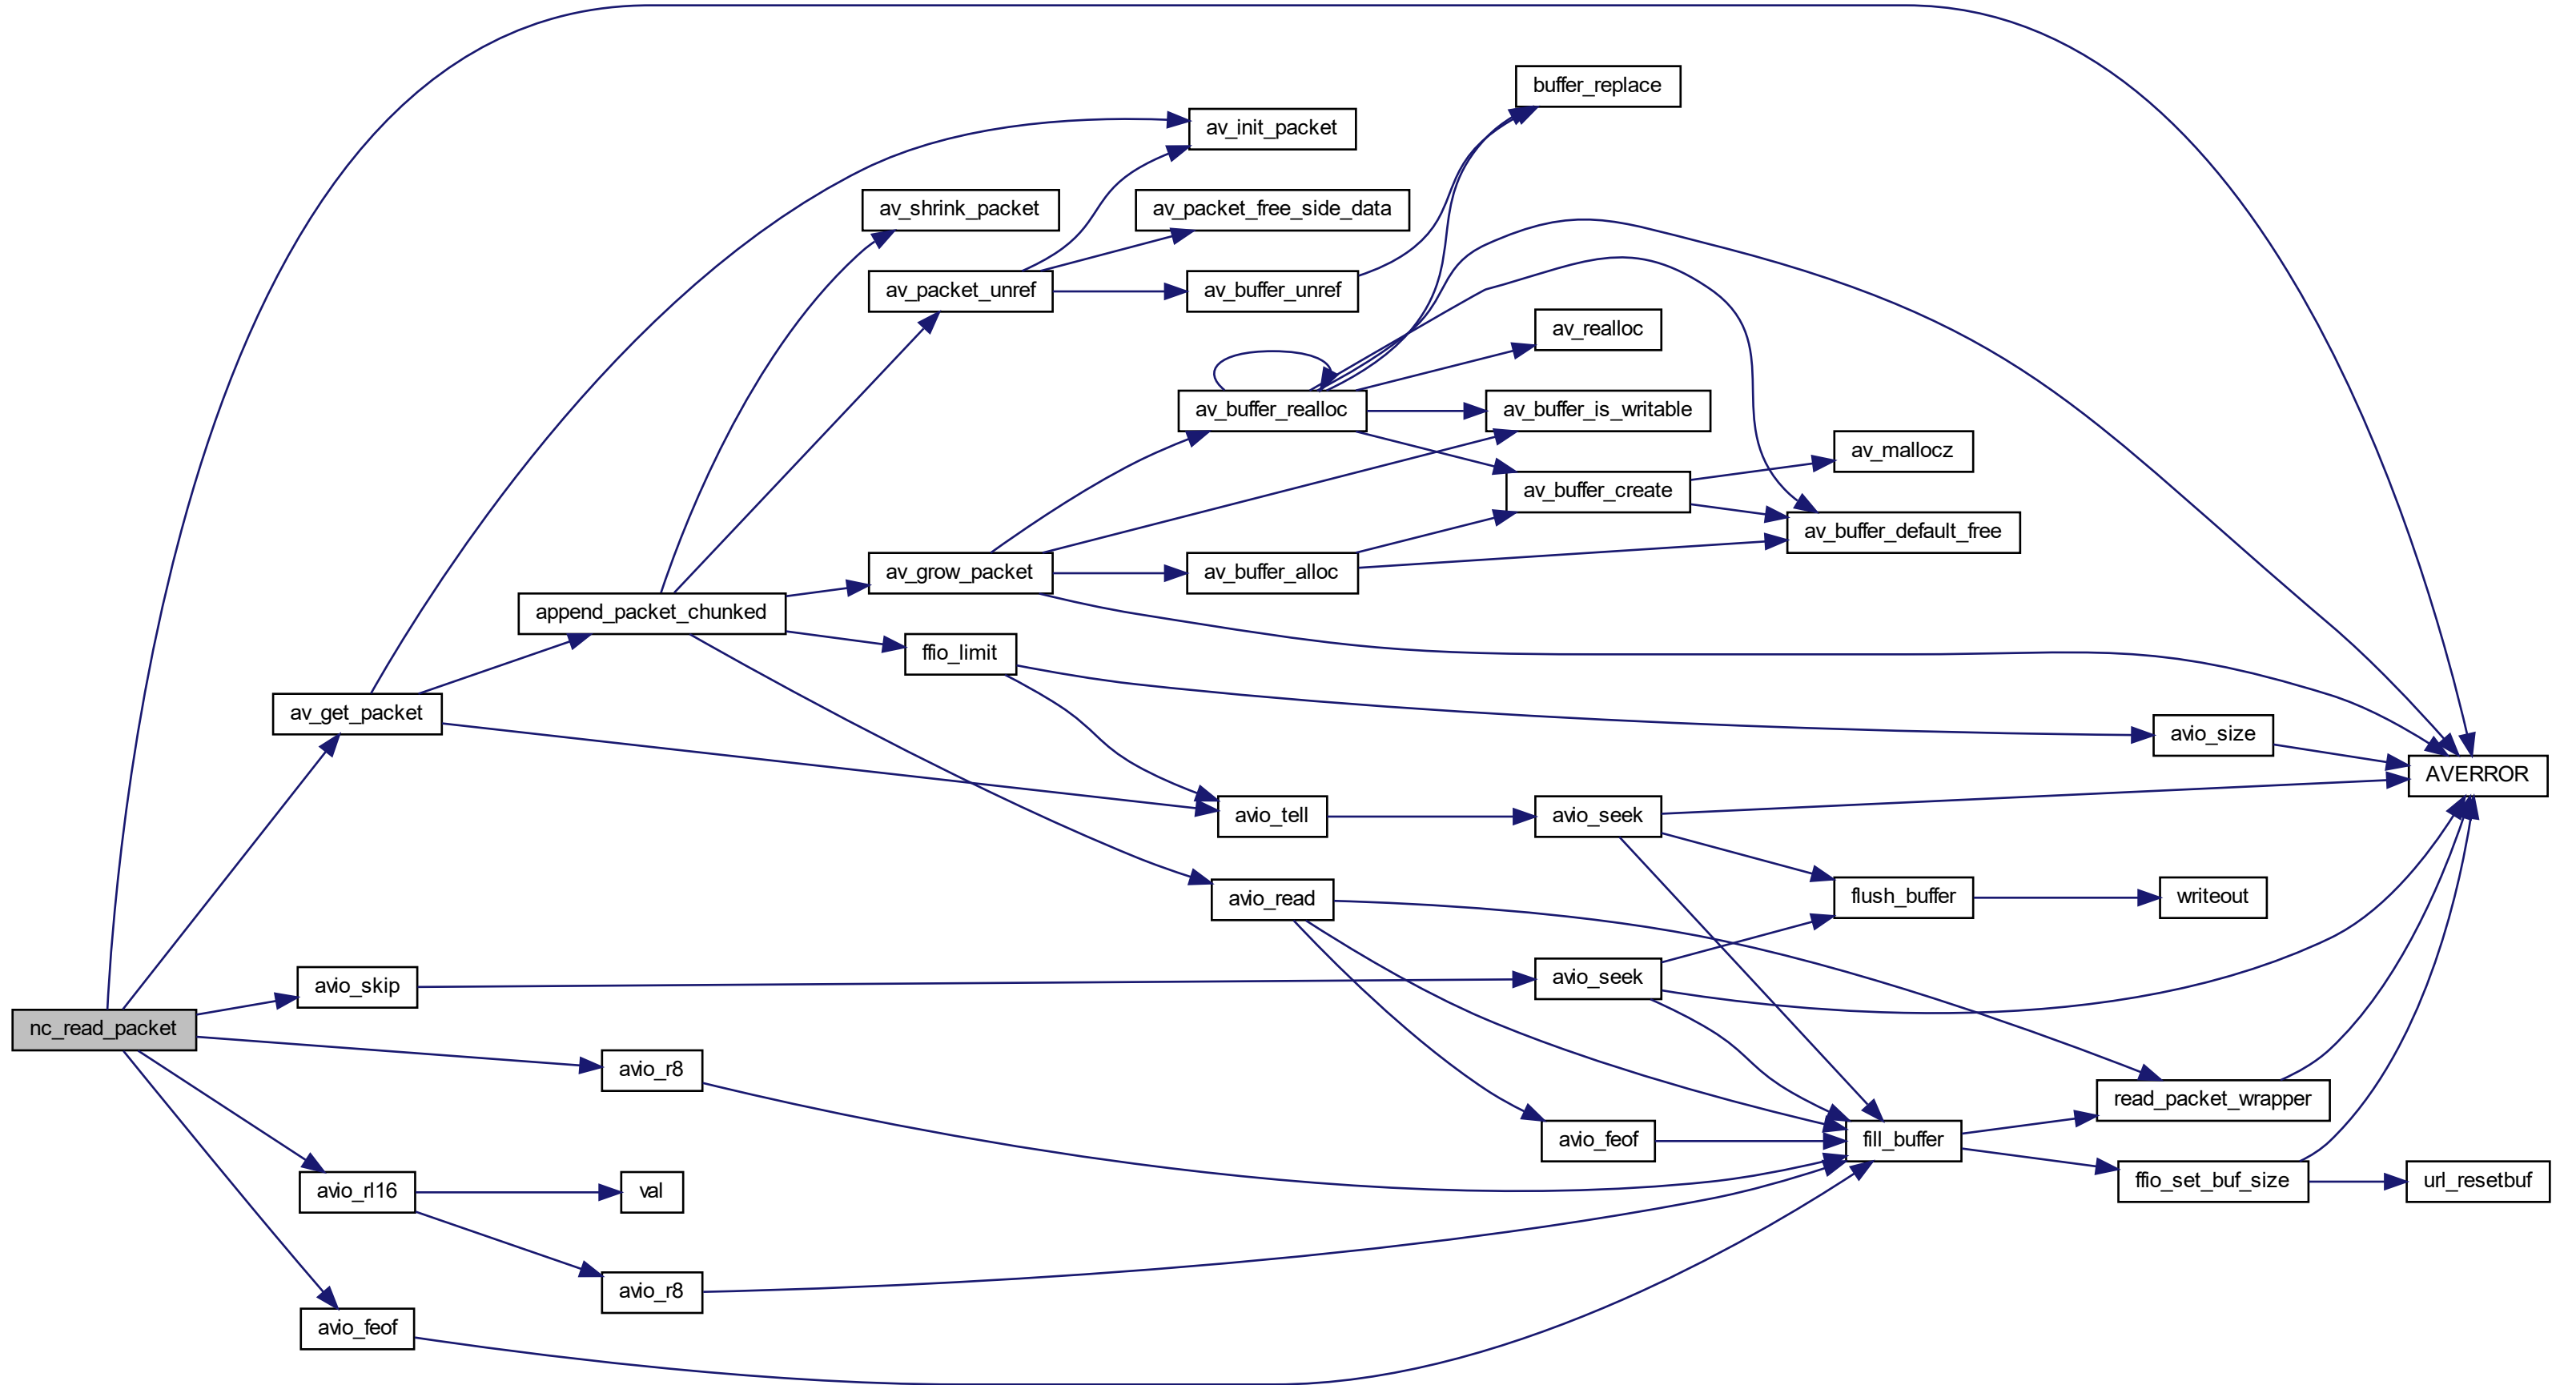 buffer_replace
av_init_packet
av_shrink_packet
av_packet_free_side_data
av_packet_unref
av_buffer_unref
av_realloc
av_buffer_realloc
av_buffer_is_writable
av_mallocz
av_buffer_create
av_buffer_default_free
av_grow_packet
av_buffer_alloc
append_packet_chunked
ffio_limit
av_get_packet
avio_size
AVERROR
avio_tell
avio_seek
avio_read
flush_buffer
writeout
avio_skip
avio_seek
nc_read_packet
avio_r8
read_packet_wrapper
avio_feof
fill_buffer
avio_rl16
val
ffio_set_buf_size
url_resetbuf
avio_r8
avio_feof